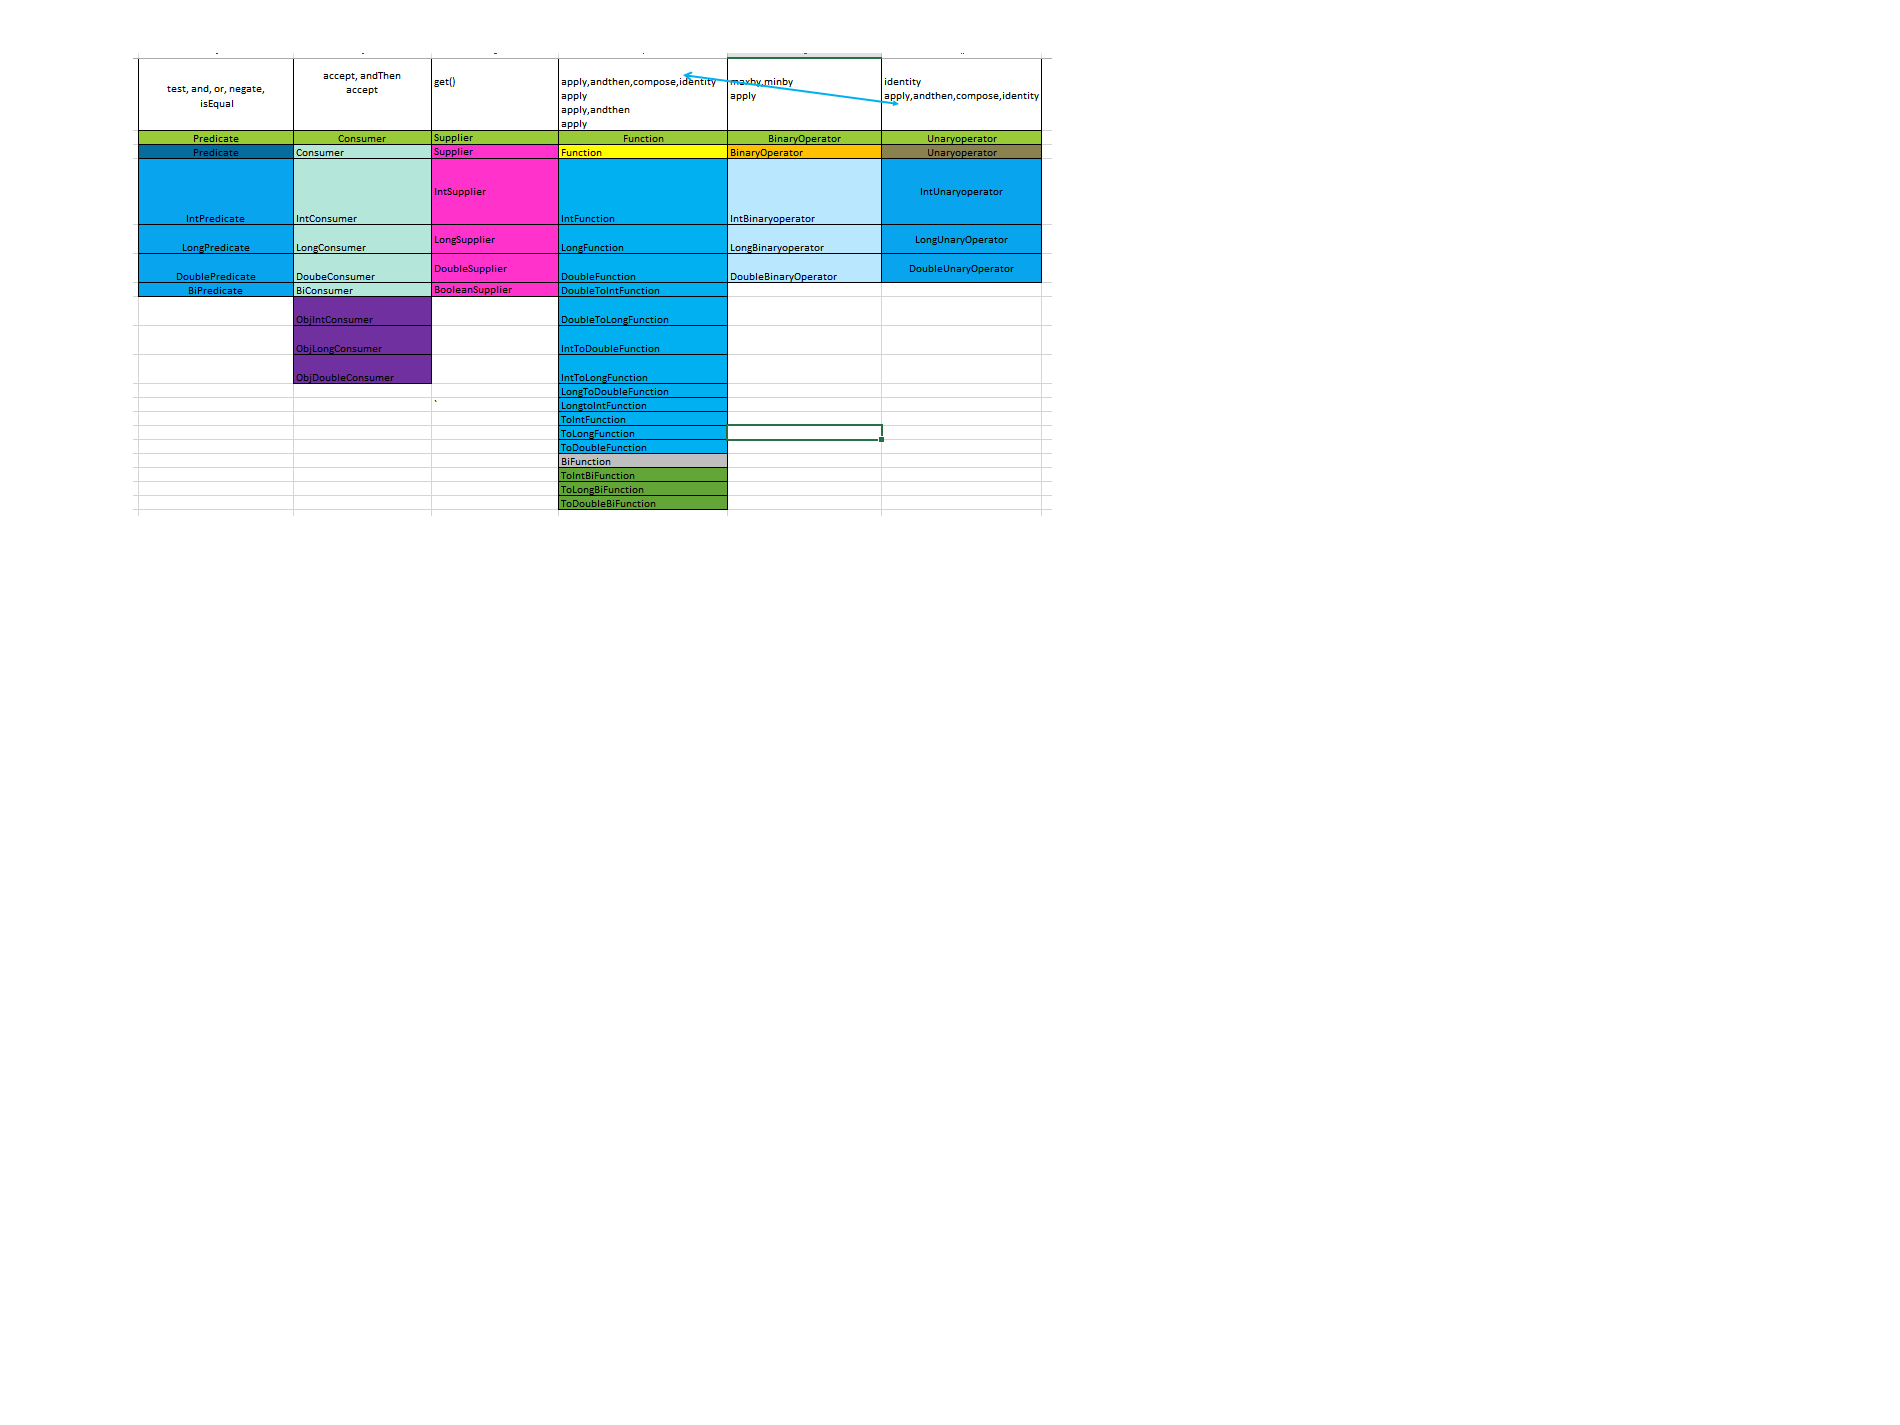 test, and, or, negate,
isEqual
accept, andThen
accept
get()
apply,andthen,compose,identity
apply
apply,andthen
apply
maxby,minby
apply
identity
apply,andthen,compose,identity
Predicate Consumer Supplier Function BinaryOperator Unaryoperator
Predicate Consumer Supplier Function BinaryOperator Unaryoperator
IntPredicate IntConsumer IntSupplier IntFunction IntBinaryoperator IntUnaryoperator
LongPredicate LongConsumer LongSupplier LongFunction LongBinaryoperator LongUnaryOperator
DoublePredicate DoubeConsumer DoubleSupplier DoubleFunction DoubleBinaryOperator DoubleUnaryOperator
BiPredicate BiConsumer BooleanSupplier DoubleToIntFunction
ObjIntConsumer DoubleToLongFunction
ObjLongConsumer IntToDoubleFunction
ObjDoubleConsumer IntToLongFunction
LongToDoubleFunction
` LongtoIntFunction
ToIntFunction
ToLongFunction
ToDoubleFunction
BiFunction
ToIntBiFunction
ToLongBiFunction
ToDoubleBiFunction